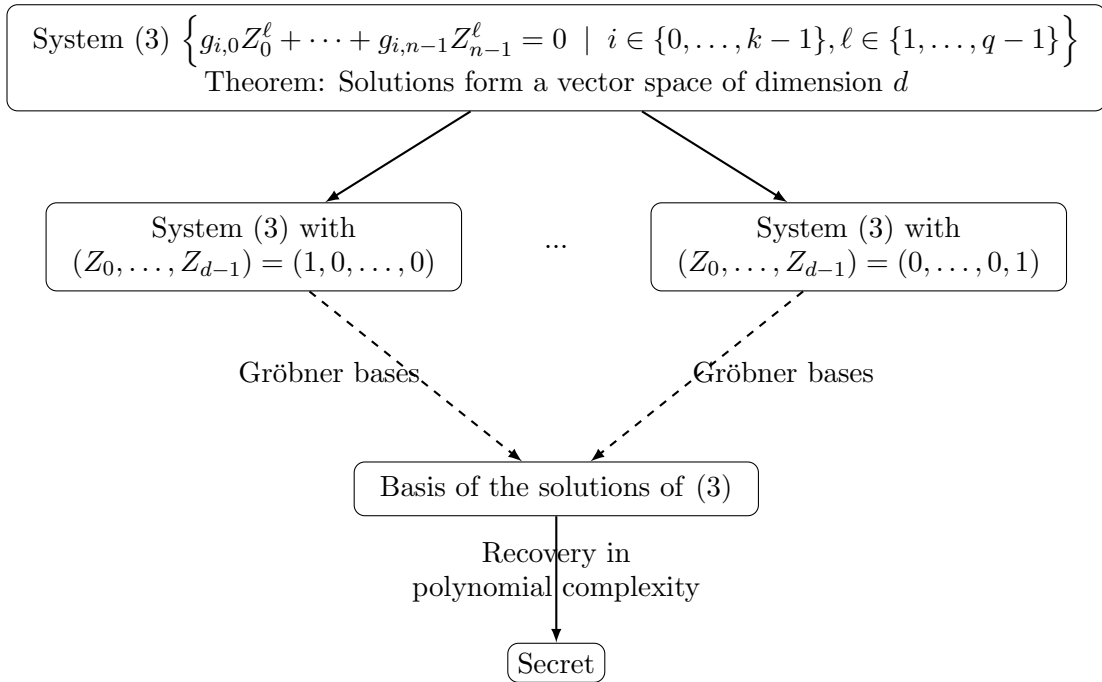 System (3) {g_{i,0}Z_0^ℓ + ⋯ + g_{i,n−1}Z_{n−1}^ℓ = 0 | i ∈ {0, …, k − 1}, ℓ ∈ {1, …, q − 1}}
Theorem: Solutions form a vector space of dimension d
System (3) with
(Z_0, …, Z_{d−1}) = (1, 0, …, 0)
...
System (3) with
(Z_0, …, Z_{d−1}) = (0, …, 0, 1)
Gröbner bases
Gröbner bases
Basis of the solutions of (3)
Recovery in
polynomial complexity
Secret